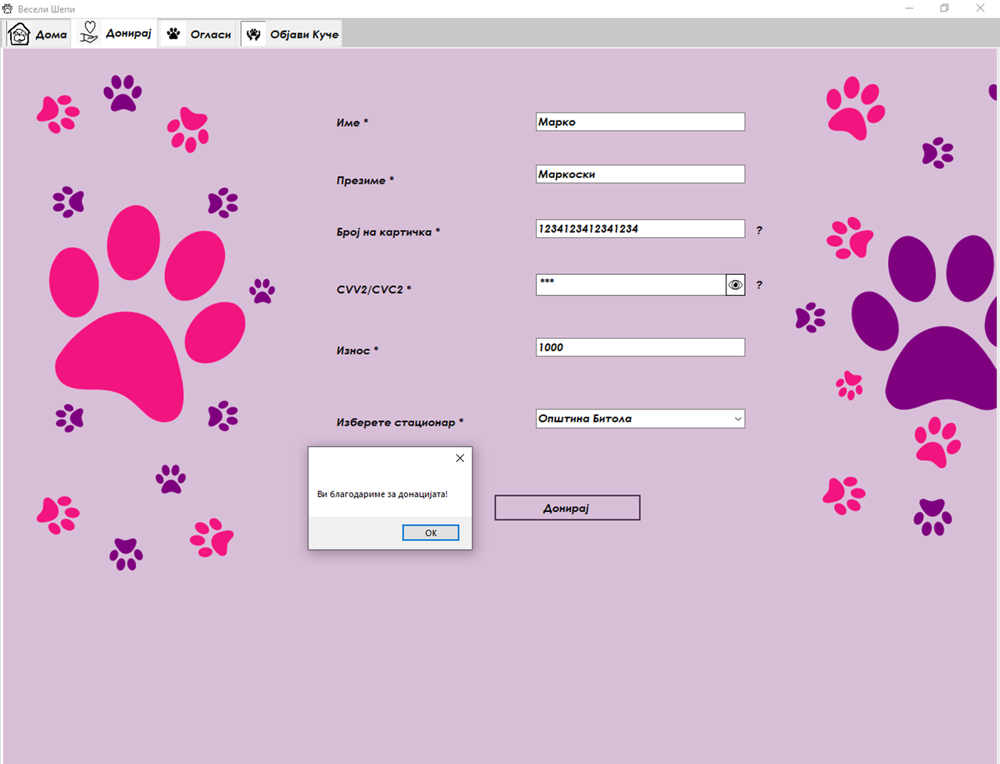 Весели Шепи
Дома Донирај Огласи Објави Куче
Име * Марко
Презиме * Маркоски
Број на картичка * 1234123412341234 ?
CVV2/CVC2 * *** ?
Износ * 1000
Изберете стационар * Општина Битола
Ви благодариме за донацијата!
Донирај
OK